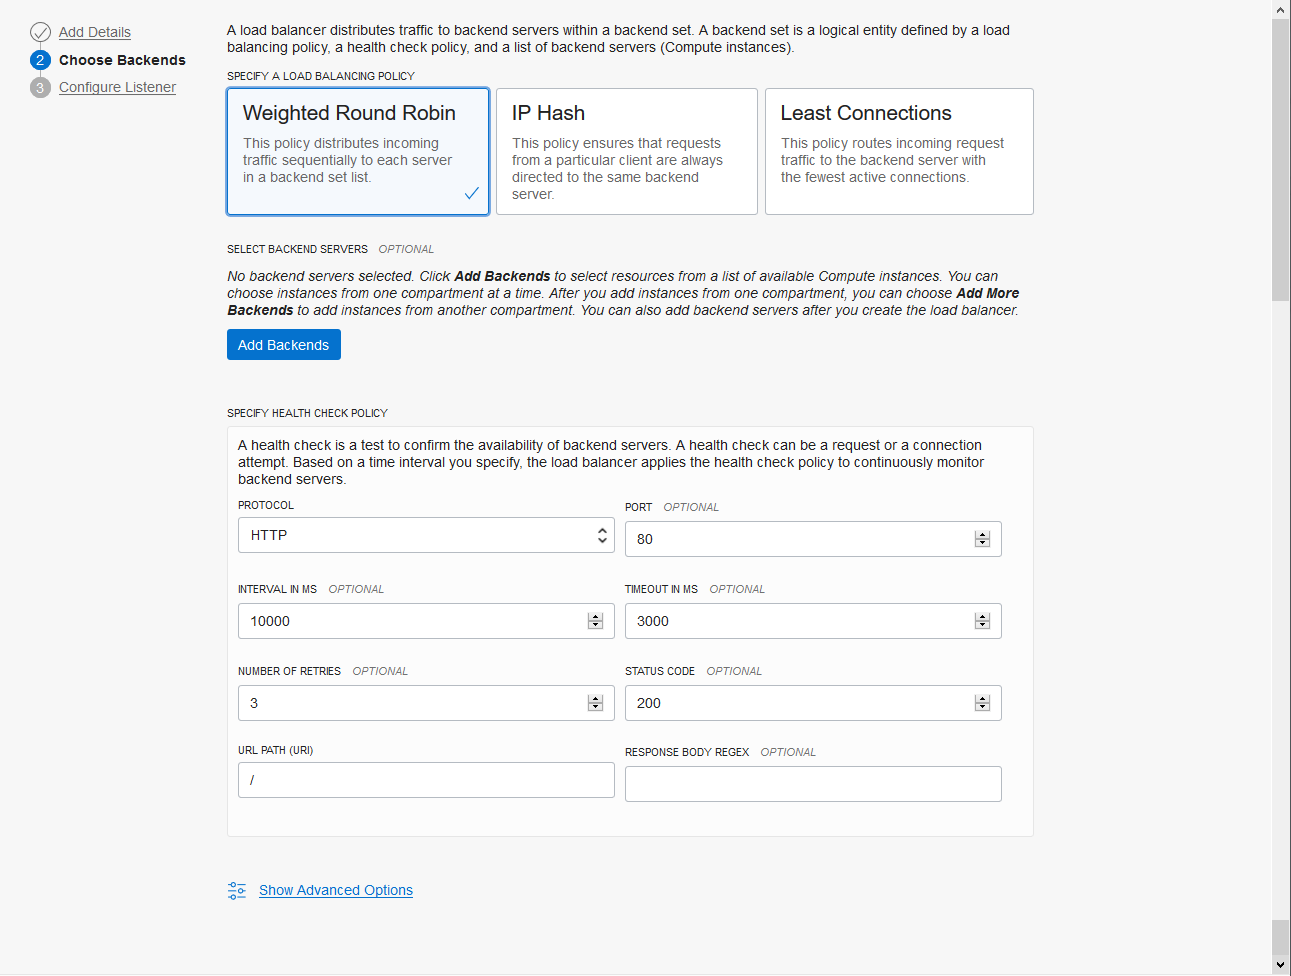 Add Details
2 Choose Backends
3 Configure Listener
A load balancer distributes traffic to backend servers within a backend set. A backend set is a logical entity defined by a load
balancing policy, a health check policy, and a list of backend servers (Compute instances).
SPECIFY A LOAD BALANCING POLICY
Weighted Round Robin
This policy distributes incoming
traffic sequentially to each server
in a backend set list.
IP Hash
This policy ensures that requests
from a particular client are always
directed to the same backend
server.
Least Connections
This policy routes incoming request
traffic to the backend server with
the fewest active connections.
SELECT BACKEND SERVERS OPTIONAL
No backend servers selected. Click Add Backends to select resources from a list of available Compute instances. You can
choose instances from one compartment at a time. After you add instances from one compartment, you can choose Add More
Backends to add instances from another compartment. You can also add backend servers after you create the load balancer.
Add Backends
SPECIFY HEALTH CHECK POLICY
A health check is a test to confirm the availability of backend servers. A health check can be a request or a connection
attempt. Based on a time interval you specify, the load balancer applies the health check policy to continuously monitor
backend servers.
PROTOCOL
HTTP
PORT OPTIONAL
80
INTERVAL IN MS OPTIONAL
10000
TIMEOUT IN MS OPTIONAL
3000
NUMBER OF RETRIES OPTIONAL
3
STATUS CODE OPTIONAL
200
URL PATH (URI)
/
RESPONSE BODY REGEX OPTIONAL
Show Advanced Options